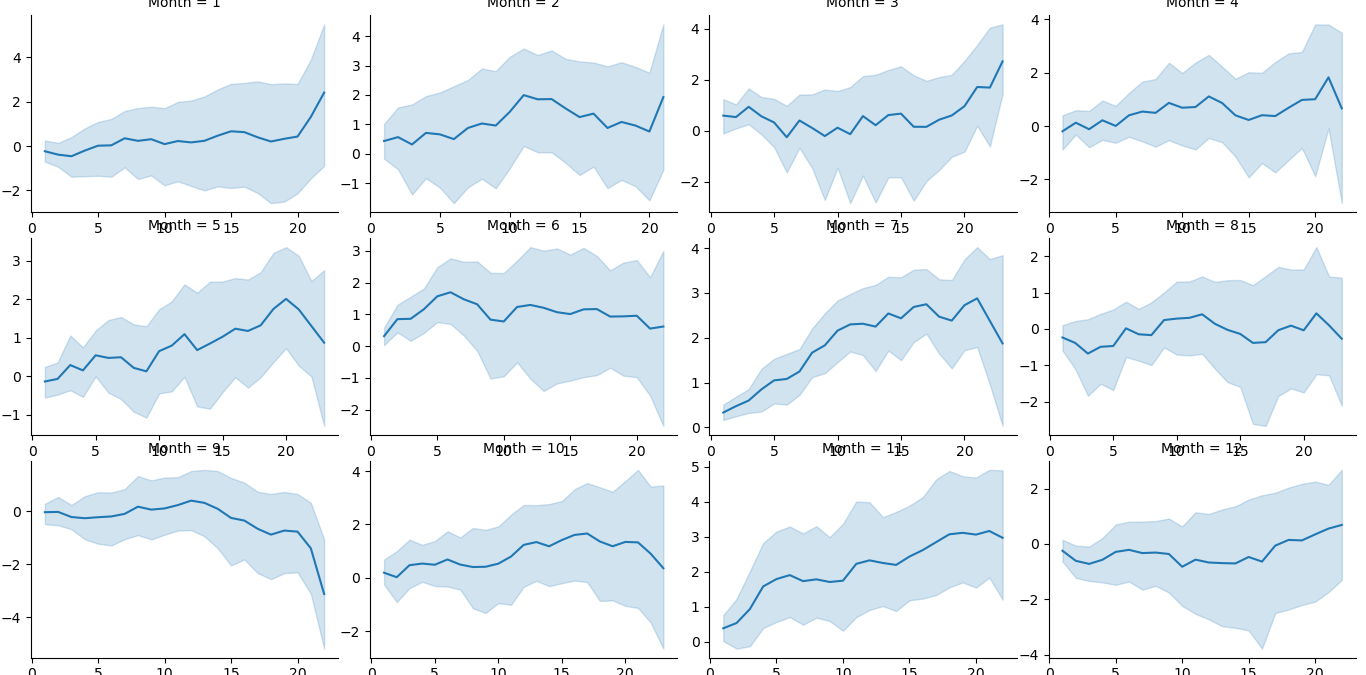 Month = 1 Month = 2 Month = 3 Month = 4
4 4 4 4
3
2 2 2 2
1
0 0 0 0
−1
−2 −2 −2
0 5 10 15 20 0 5 10 15 20 0 5 10 15 20 0 5 10 15 20
Month = 5 Month = 6 Month = 7 Month = 8
3 3 4 2
2 2 3 1
1 1 2 0
0 0 1 −1
−1 −1 0 −2
−2
0 5 10 15 20 0 5 10 15 20 0 5 10 15 20 0 5 10 15 20
Month = 9 Month = 10 Month = 11 Month = 12
0 4 5 2
−2 2 4 0
−4 0 3 −2
−2 2 −4
1
0
0 5 10 15 20 0 5 10 15 20 0 5 10 15 20 0 5 10 15 20